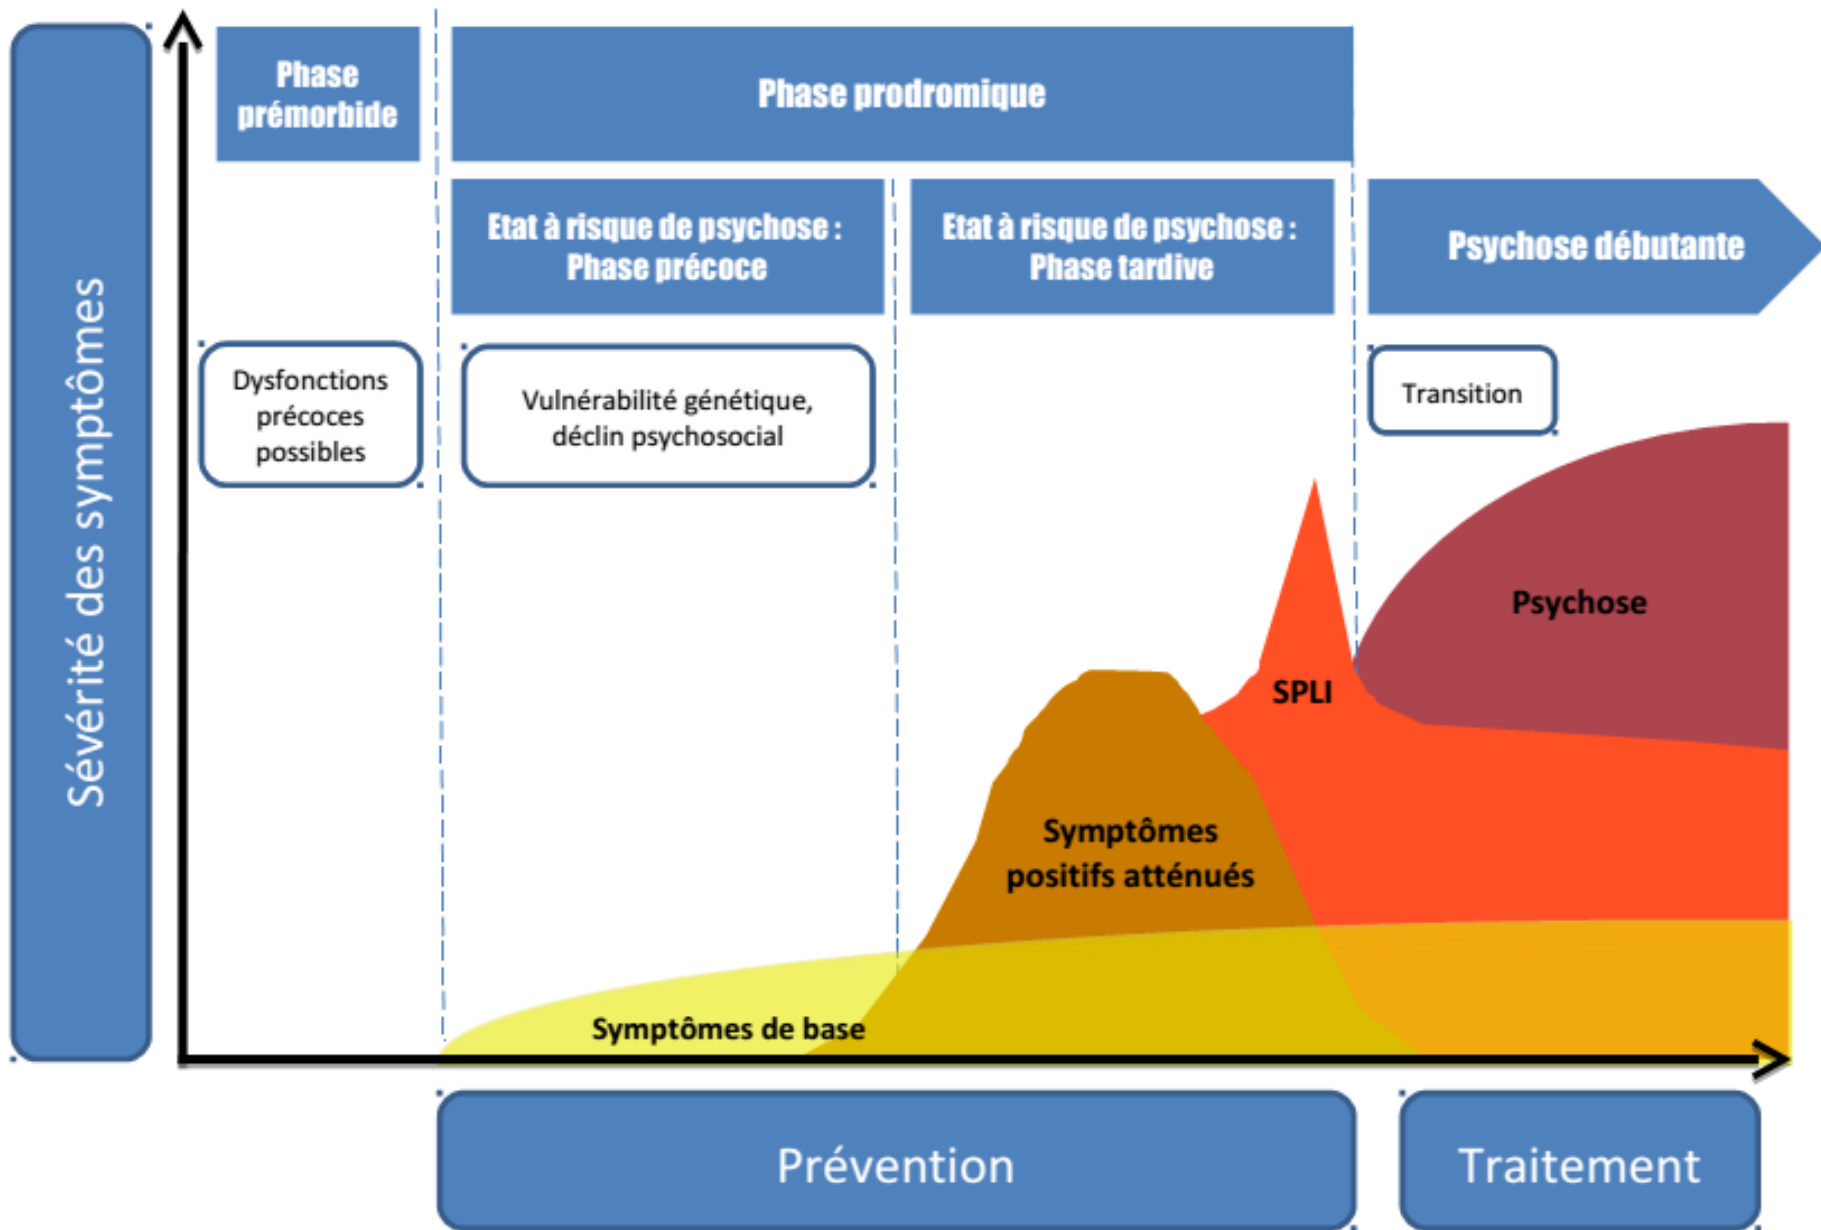 Sévérité des symptômes
Phase
prémorbide
Phase prodromique
Etat à risque de psychose :
Phase précoce
Etat à risque de psychose :
Phase tardive
Psychose débutante
Dysfonctions
précoces
possibles
Vulnérabilité génétique,
déclin psychosocial
Transition
Psychose
SPLI
Symptômes
positifs atténués
Symptômes de base
Prévention
Traitement